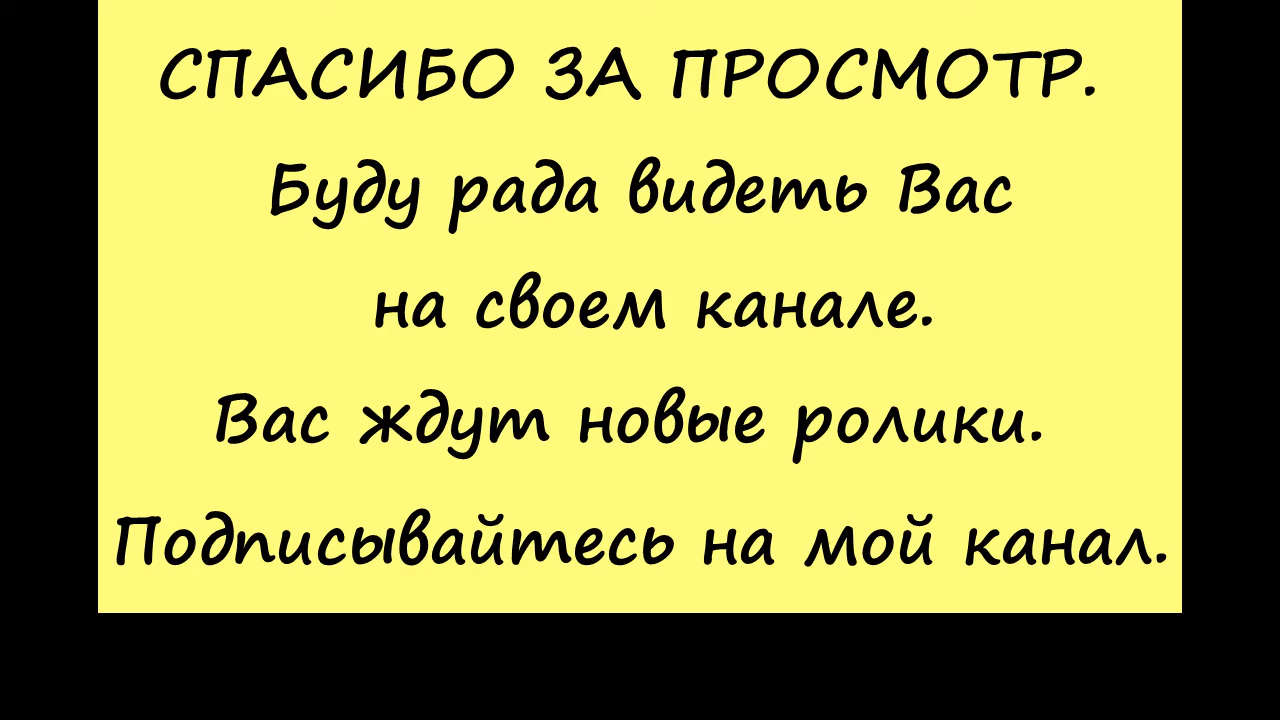 СПАСИБО ЗА ПРОСМОТР.
Буду рада видеть Вас
на своем канале.
Вас ждут новые ролики.
Подписывайтесь на мой канал.